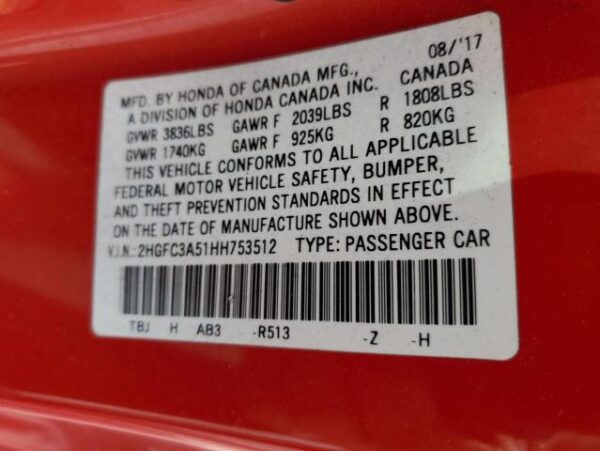 08/'17
MFD. BY HONDA OF CANADA MFG.,
A DIVISION OF HONDA CANADA INC. CANADA
GVWR 3836LBS GAWR F 2039LBS R 1808LBS
GVWR 1740KG GAWR F 925KG R 820KG
THIS VEHICLE CONFORMS TO ALL APPLICABLE
FEDERAL MOTOR VEHICLE SAFETY, BUMPER,
AND THEFT PREVENTION STANDARDS IN EFFECT
ON THE DATE OF MANUFACTURE SHOWN ABOVE.
V.I.N.:2HGFC3A51HH753512 TYPE: PASSENGER CAR
TBJ H AB3 -R513 -Z -H